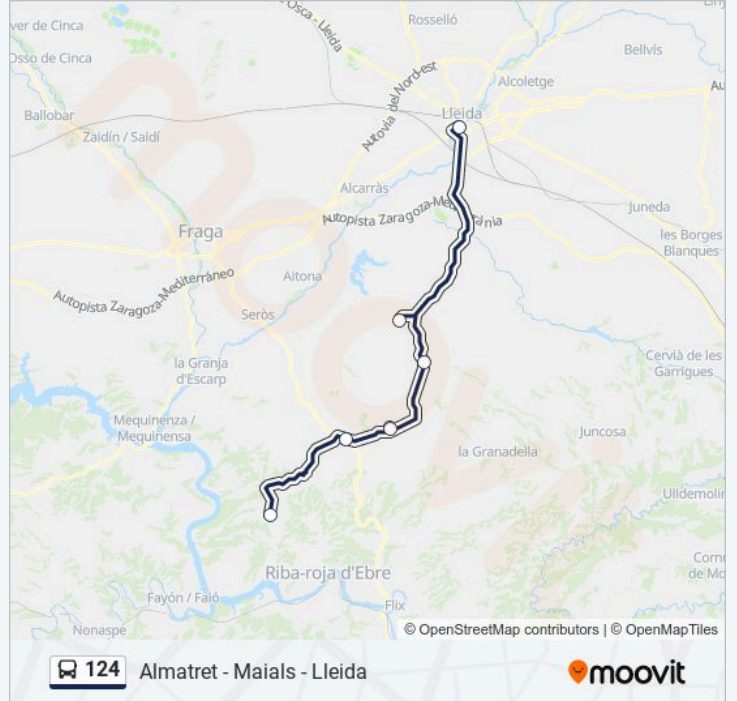 ver de Cinca
Osso de Cinca
Ballobar
Zaidín / Saidí
Osca - Lleida
Rosselló
Bellvís
Alcoletge
Autovia del Nord-est
Lleida
Au
Alcarràs
Autopista Zaragoza-Mediterrània
Juneda
les Borges
Blanques
Fraga
Aitona
Autopista Zaragoza-Mediterráneo
Seròs
la Granja
d'Escarp
Cervià de les
Garrigues
Mequinenza /
Mequinensa
Juncosa
la Granadella
Ulldemolin
Corn
de Mo
Riba-roja d'Ebre
Fayón / Faió
Flix
Nonaspe
© OpenStreetMap contributors | © OpenMapTiles
124 Almatret - Maials - Lleida
moovit